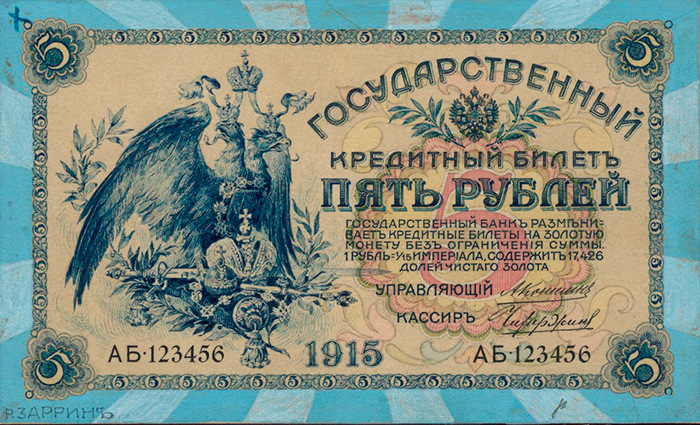 5 5
ГОСУДАРСТВЕННЫЙ
КРЕДИТНЫЙ БИЛЕТЪ
ПЯТЬ РУБЛЕЙ
5
ГОСУДАРСТВЕННЫЙ БАНКЪ РАЗМѢНИ-
ВАЕТЪ КРЕДИТНЫЕ БИЛЕТЫ НА ЗОЛОТУЮ
МОНЕТУ БЕЗЪ ОГРАНИЧЕНІЯ СУММЫ.
1 РУБЛЬ=1/15 ИМПЕРІАЛА, СОДЕРЖИТЪ 17,426
ДОЛЕЙ ЧИСТАГО ЗОЛОТА
УПРАВЛЯЮЩІЙ
КАССИРЪ
АБ·123456 1915 АБ·123456
5 5
Р.ЗАРРИНЪ